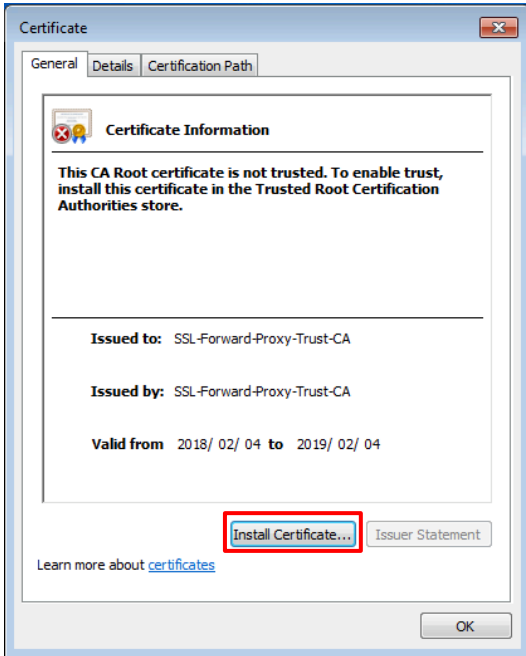 Certificate
General Details Certification Path
Certificate Information
This CA Root certificate is not trusted. To enable trust,
install this certificate in the Trusted Root Certification
Authorities store.
Issued to: SSL-Forward-Proxy-Trust-CA
Issued by: SSL-Forward-Proxy-Trust-CA
Valid from 2018/ 02/ 04 to 2019/ 02/ 04
Install Certificate... Issuer Statement
Learn more about certificates
OK